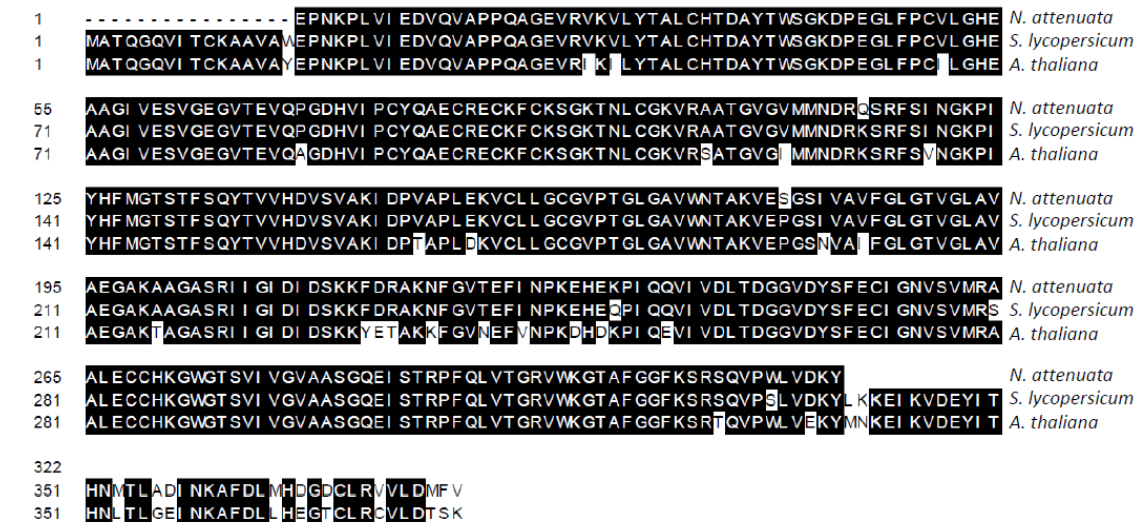 1 - - - - - - - - - - - - - - - - EPNKPLVIEDVQVAPPQAGEVRVKVLYTALCHTDAYTWSGKDPEGLFPCVLGHE N. attenuata
1 MATQGQVITCKAAVAWEPNKPLVIEDVQVAPPQAGEVRVKVLYTALCHTDAYTWSGKDPEGLFPCVLGHE S. lycopersicum
1 MATQGQVITCKAAVAYEPNKPLVIEDVQVAPPQAGEVRIKILYTALCHTDAYTWSGKDPEGLFPCILGHE A. thaliana
55 AAGIVESVGEGVTEVQPGDHVIPCYQAECRECKFCKSGKTNLCGKVRAATGVGVMMNDRQSRFSINGKPI N. attenuata
71 AAGIVESVGEGVTEVQPGDHVIPCYQAECRECKFCKSGKTNLCGKVRAATGVGVMMNDRKSRFSINGKPI S. lycopersicum
71 AAGIVESVGEGVTEVQAGDHVIPCYQAECRECKFCKSGKTNLCGKVRSATGVGIMMNDRKSRFSVNGKPI A. thaliana
125 YHFMGTSTFSQYTVVHDVSVAKIDPVAPLEKVCLLGCGVPTGLGAVWNTAKVESGSIVAVFGLGTVGLAV N. attenuata
141 YHFMGTSTFSQYTVVHDVSVAKIDPVAPLEKVCLLGCGVPTGLGAVWNTAKVEPGSIVAVFGLGTVGLAV S. lycopersicum
141 YHFMGTSTFSQYTVVHDVSVAKIDPTAPLDKVCLLGCGVPTGLGAVWNTAKVEPGSNVAIFGLGTVGLAV A. thaliana
195 AEGAKAAGASRIIGIDIDSKKFDRAKNFGVTEFINPKEHEKPIQQVIVDLTDGGVDYSFECIGNVSVMRA N. attenuata
211 AEGAKAAGASRIIGIDIDSKKFDRAKNFGVTEFINPKEHEQPIQQVIVDLTDGGVDYSFECIGNVSVMRS S. lycopersicum
211 AEGAKTAGASRIIGIDIDSKKYETAKKFGVNEFVNPKDHDKPIQEVIVDLTDGGVDYSFECIGNVSVMRA A. thaliana
265 ALECCHKGWGTSVIVGVAASGQEISTRPFQLVTGRVWKGTAFGGFKSRSQVPWLVDKY N. attenuata
281 ALECCHKGWGTSVIVGVAASGQEISTRPFQLVTGRVWKGTAFGGFKSRSQVPSLVDKYLKKEIKVDEYIT S. lycopersicum
281 ALECCHKGWGTSVIVGVAASGQEISTRPFQLVTGRVWKGTAFGGFKSRTQVPWLVEKYMNKEIKVDEYIT A. thaliana
322
351 HNMTLADINKAFDLMHDGDCLRVVLDMFV
351 HNLTLGEINKAFDLLHEGTCLRCVLDTSK